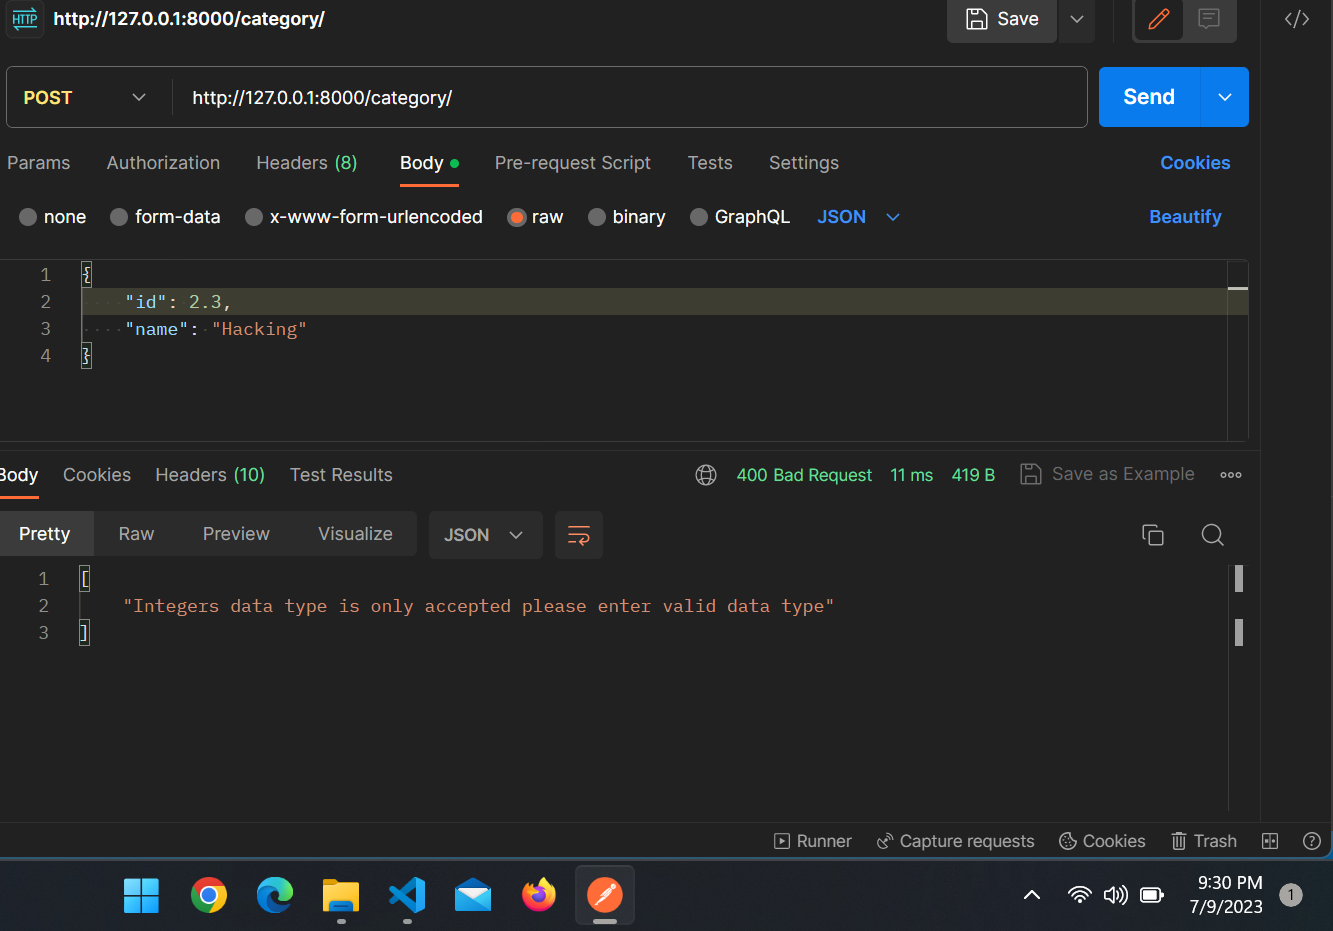 HTTP http://127.0.0.1:8000/category/ Save
POST http://127.0.0.1:8000/category/ Send
Params Authorization Headers (8) Body Pre-request Script Tests Settings Cookies
none form-data x-www-form-urlencoded raw binary GraphQL JSON Beautify
1 {
2 "id": 2.3,
3 "name": "Hacking"
4 }
Body Cookies Headers (10) Test Results 400 Bad Request 11 ms 419 B Save as Example
Pretty Raw Preview Visualize JSON
1 [
2 "Integers data type is only accepted please enter valid data type"
3 ]
Runner Capture requests Cookies Trash
9:30 PM
7/9/2023 1